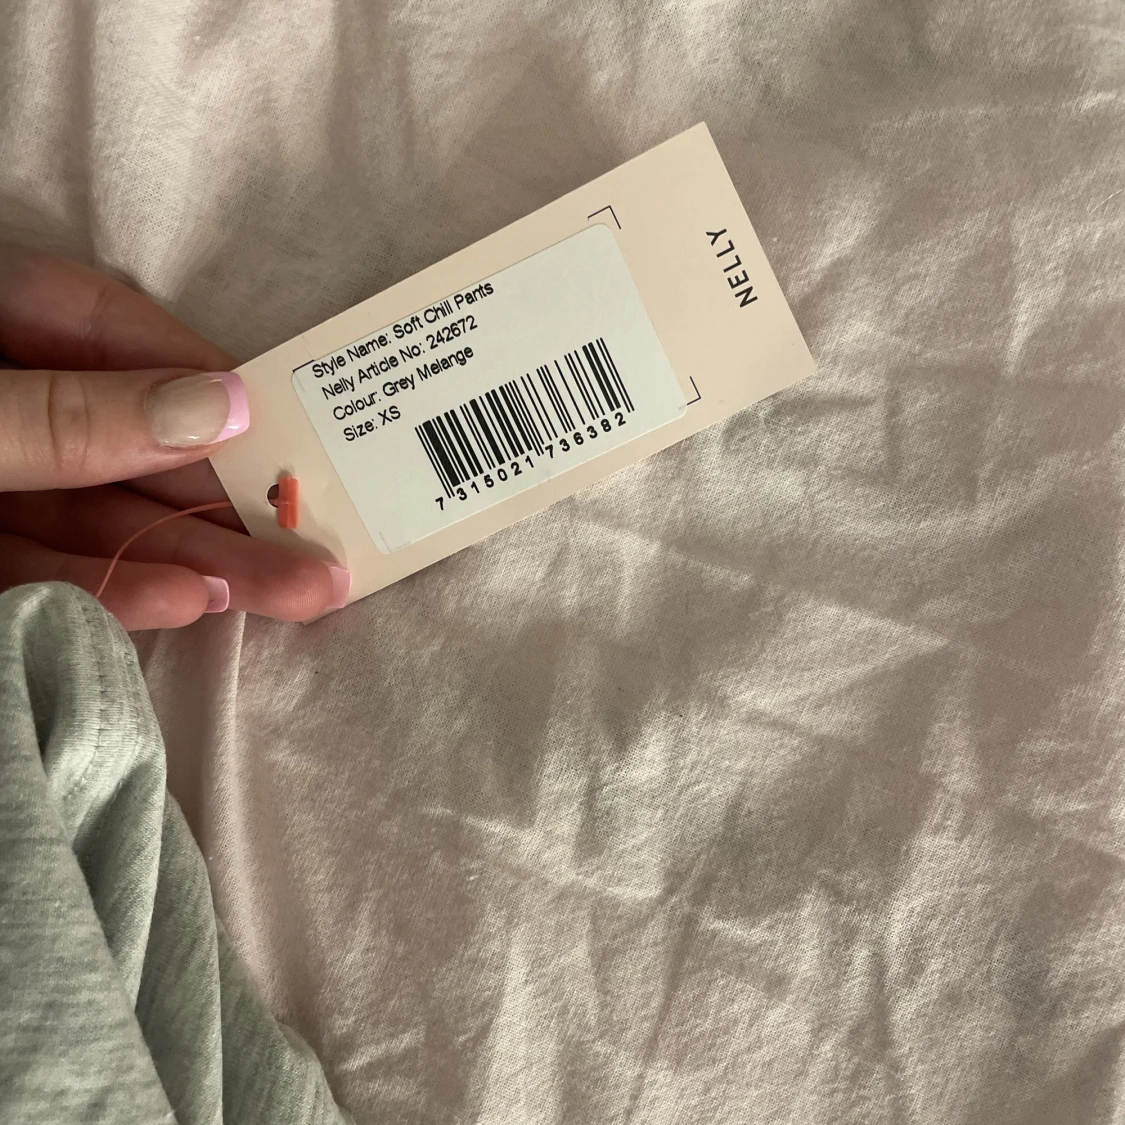 Style Name: Soft Chill Pants
Nelly Article No: 242672
Colour: Grey Melange
Size: XS
7 315021 736382
NELLY